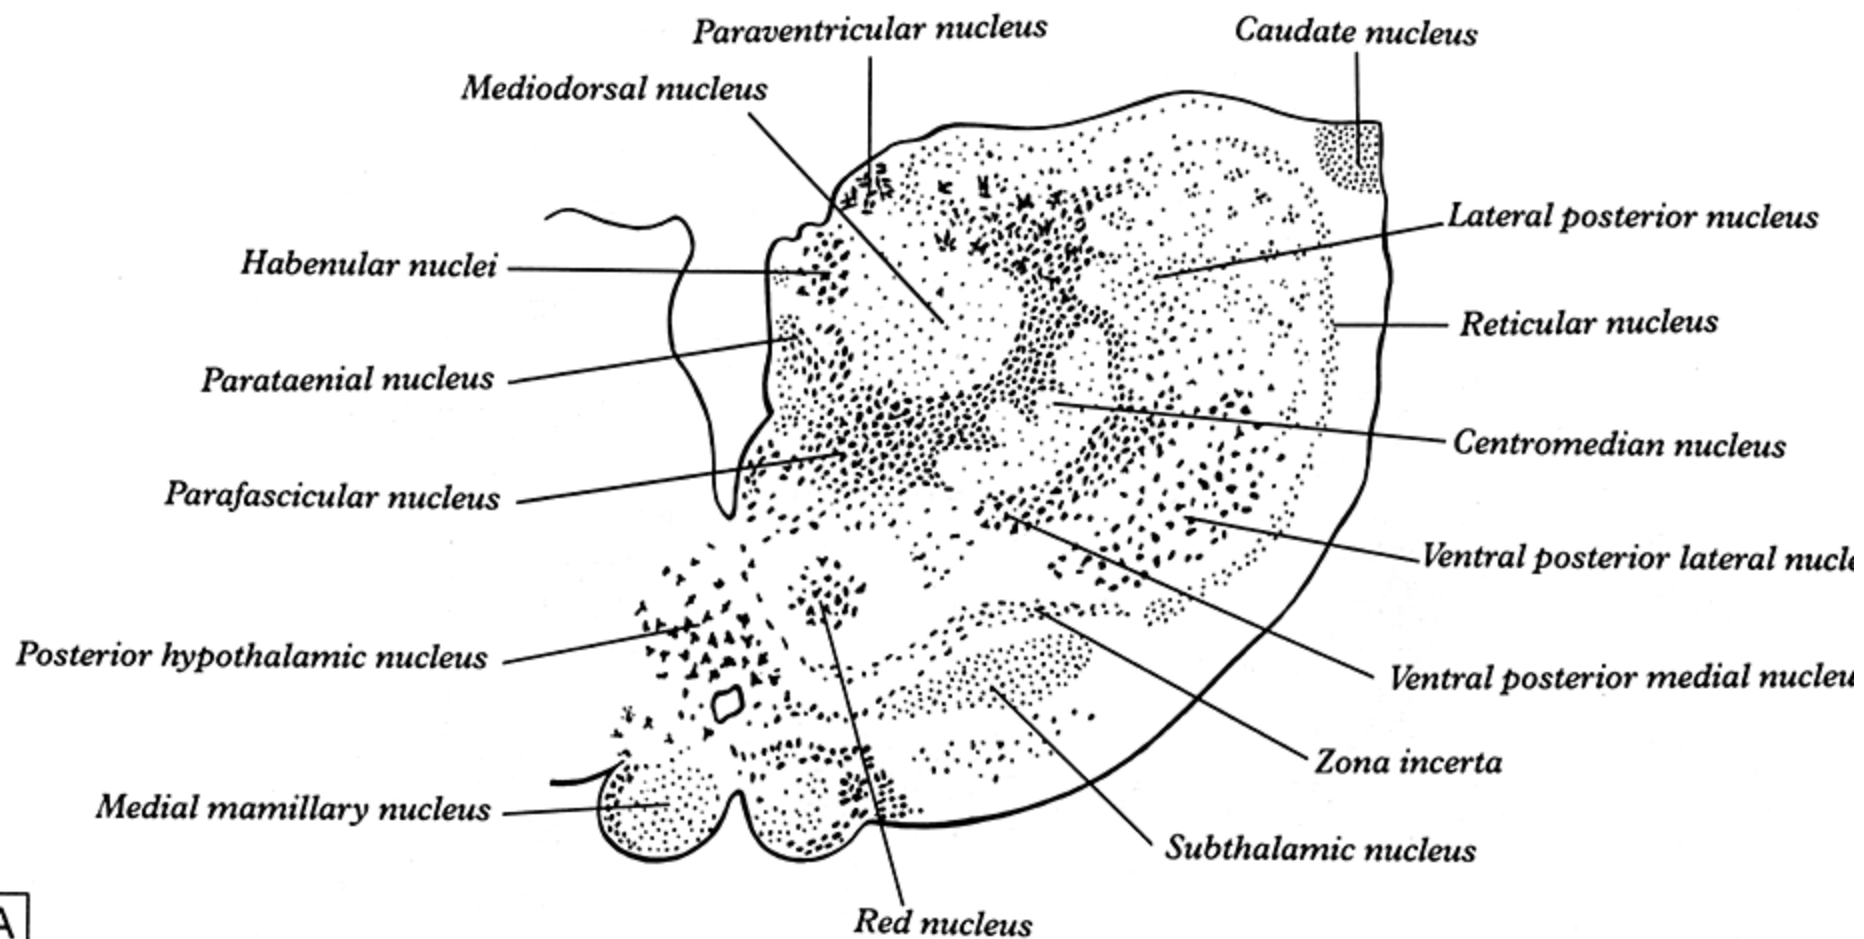 Paraventricular nucleus
Caudate nucleus
Mediodorsal nucleus
Lateral posterior nucleus
Habenular nuclei
Reticular nucleus
Parataenial nucleus
Centromedian nucleus
Parafascicular nucleus
Ventral posterior lateral nucle
Posterior hypothalamic nucleus
Ventral posterior medial nucleu
Zona incerta
Medial mamillary nucleus
Subthalamic nucleus
A
Red nucleus